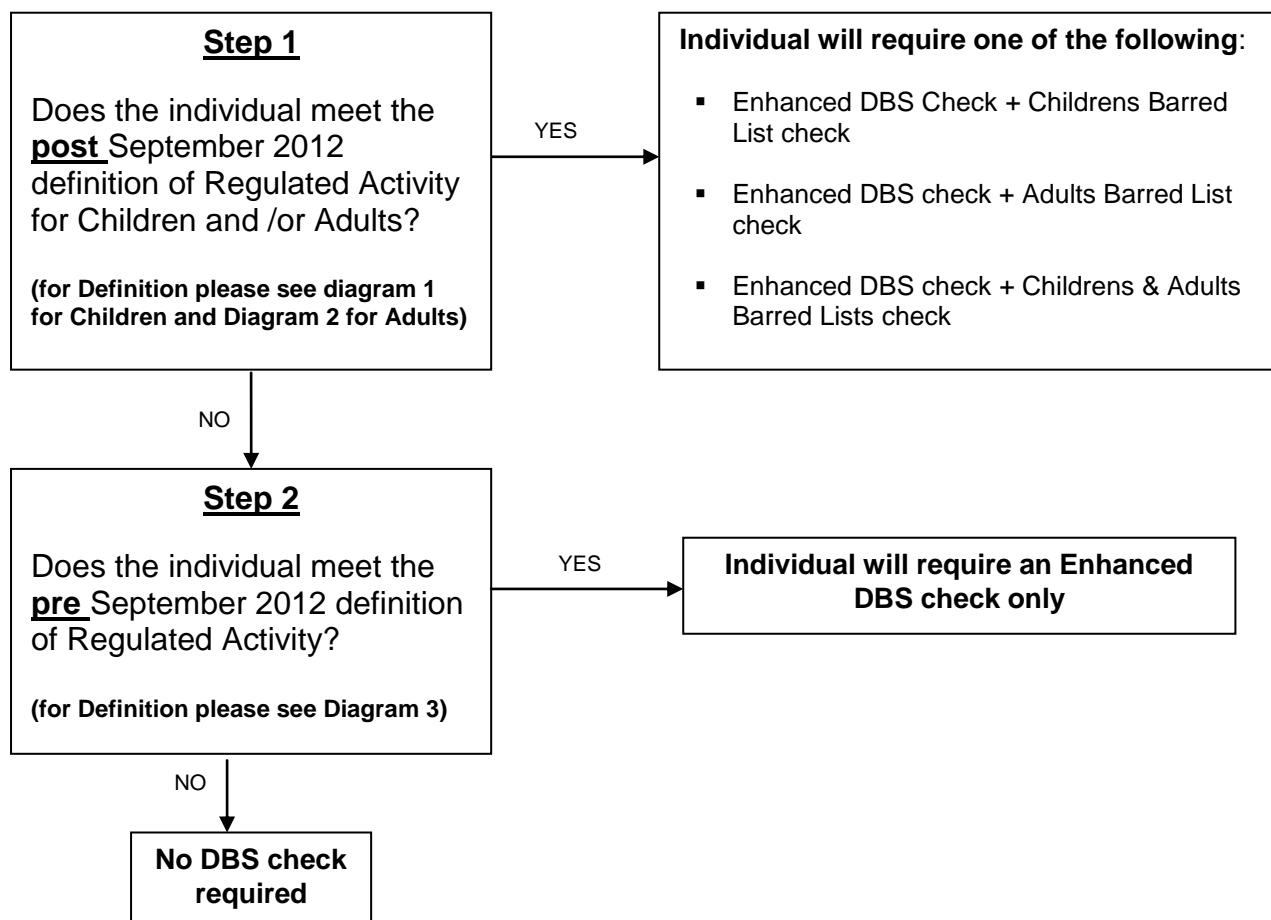 Step 1
Does the individual meet the
post September 2012
definition of Regulated Activity
for Children and /or Adults?
(for Definition please see diagram 1
for Children and Diagram 2 for Adults)
YES
Individual will require one of the following:
▪ Enhanced DBS Check + Childrens Barred
List check
▪ Enhanced DBS check + Adults Barred List
check
▪ Enhanced DBS check + Childrens & Adults
Barred Lists check
NO
Step 2
Does the individual meet the
pre September 2012 definition
of Regulated Activity?
(for Definition please see Diagram 3)
YES
Individual will require an Enhanced
DBS check only
NO
No DBS check
required